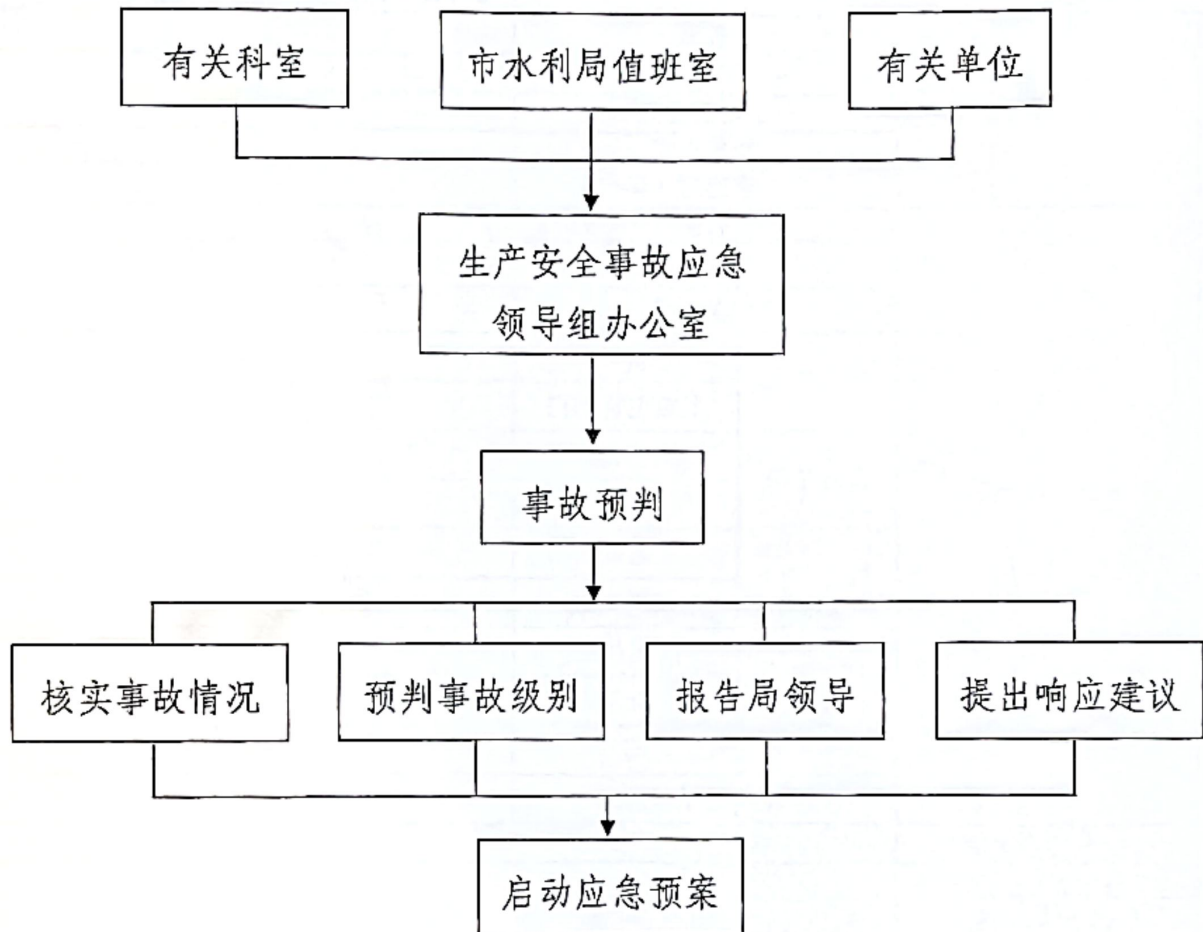 有关科室
市水利局值班室
有关单位
生产安全事故应急
领导组办公室
事故预判
核实事故情况
预判事故级别
报告局领导
提出响应建议
启动应急预案